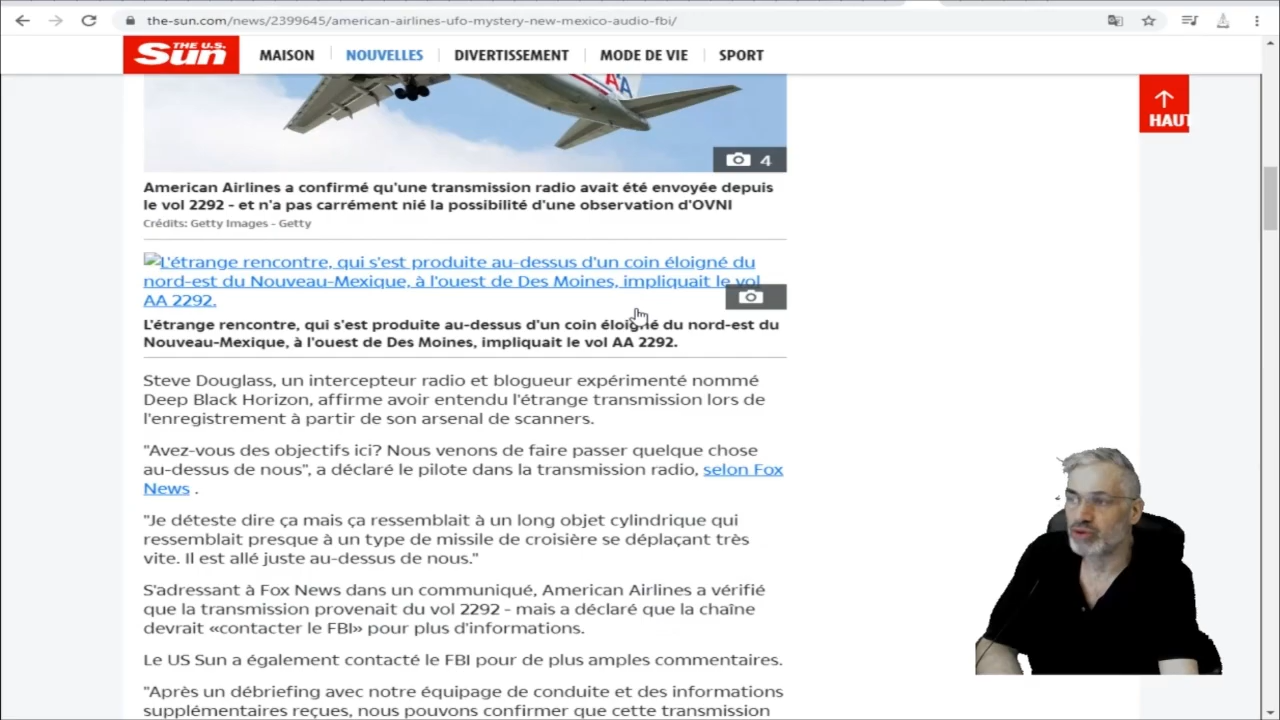 the-sun.com/news/2399645/american-airlines-ufo-mystery-new-mexico-audio-fbi/
THE U.S. Sun
MAISON NOUVELLES DIVERTISSEMENT MODE DE VIE SPORT
AA
HAUT
4
American Airlines a confirmé qu'une transmission radio avait été envoyée depuis
le vol 2292 - et n'a pas carrément nié la possibilité d'une observation d'OVNI
Crédits: Getty Images - Getty
L'étrange rencontre, qui s'est produite au-dessus d'un coin éloigné du
nord-est du Nouveau-Mexique, à l'ouest de Des Moines, impliquait le vol
AA 2292.
L'étrange rencontre, qui s'est produite au-dessus d'un coin éloigné du nord-est du
Nouveau-Mexique, à l'ouest de Des Moines, impliquait le vol AA 2292.
Steve Douglass, un intercepteur radio et blogueur expérimenté nommé
Deep Black Horizon, affirme avoir entendu l'étrange transmission lors de
l'enregistrement à partir de son arsenal de scanners.
"Avez-vous des objectifs ici? Nous venons de faire passer quelque chose
au-dessus de nous", a déclaré le pilote dans la transmission radio, selon Fox
News .
"Je déteste dire ça mais ça ressemblait à un long objet cylindrique qui
ressemblait presque à un type de missile de croisière se déplaçant très
vite. Il est allé juste au-dessus de nous."
S'adressant à Fox News dans un communiqué, American Airlines a vérifié
que la transmission provenait du vol 2292 - mais a déclaré que la chaîne
devrait «contacter le FBI» pour plus d'informations.
Le US Sun a également contacté le FBI pour de plus amples commentaires.
"Après un débriefing avec notre équipage de conduite et des informations
supplémentaires reçues, nous pouvons confirmer que cette transmission